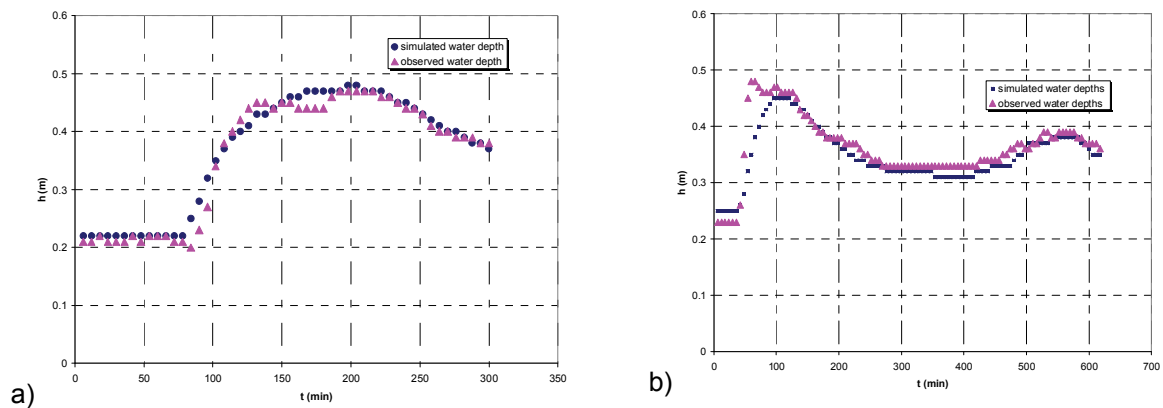 0.6
0.5
0.4
0.3
0.2
0.1
0
h (m)
simulated water depth
observed water depth
0 50 100 150 200 250 300 350
t (min)
a)
0.6
0.5
0.4
0.3
0.2
0.1
0
h (m)
simulated water depths
observed water depths
0 100 200 300 400 500 600 700
t (min)
b)